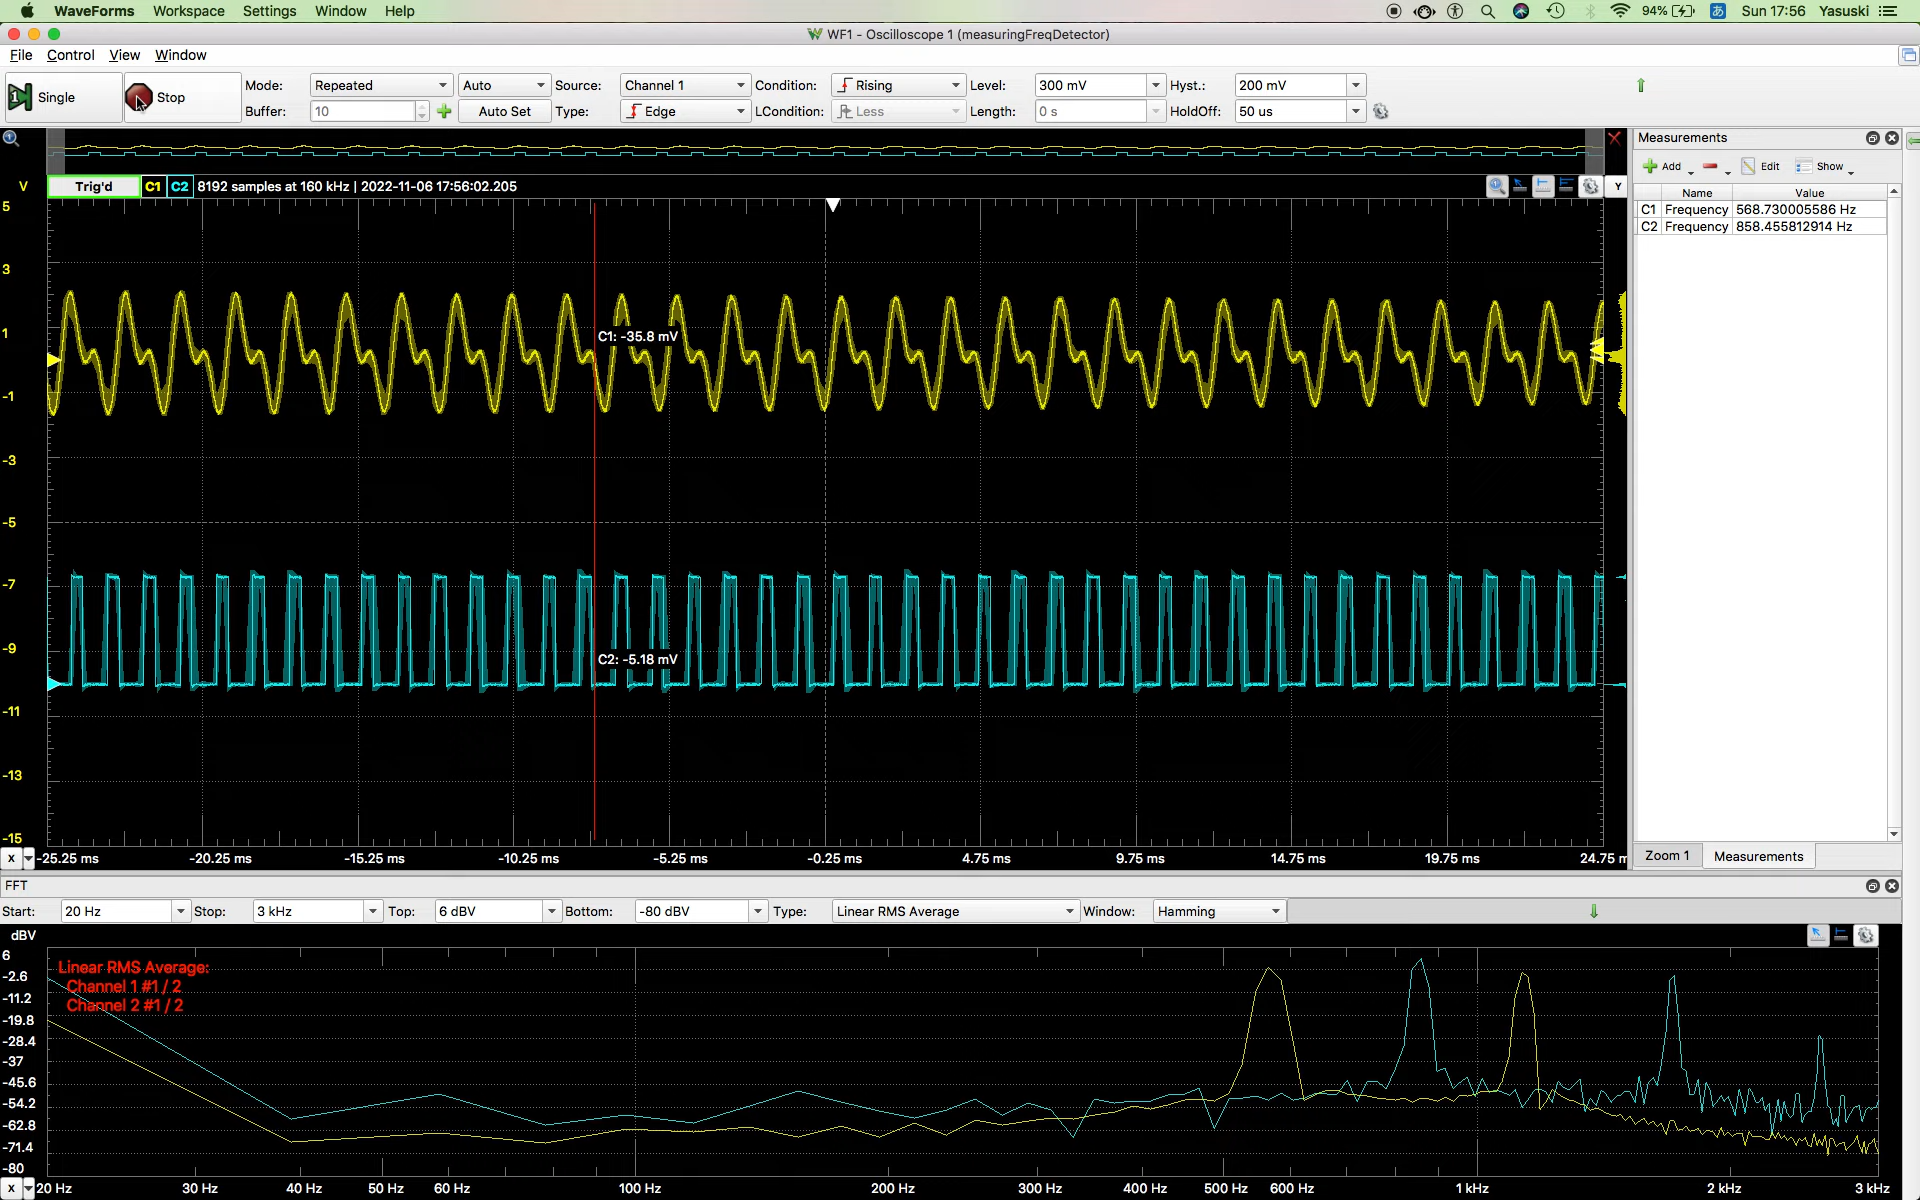 WaveForms Workspace Settings Window Help 94% あ Sun 17:56 Yasuski
WF1 - Oscilloscope 1 (measuringFreqDetector)
File Control View Window
Single Stop Mode: Repeated Auto Source: Channel 1 Condition: Rising Level: 300 mV Hyst.: 200 mV
Buffer: 10 Auto Set Type: Edge LCondition: Less Length: 0 s HoldOff: 50 us
Measurements
Add Edit Show
Name Value
C1 Frequency 568.730005586 Hz
C2 Frequency 858.455812914 Hz
V Trig'd C1 C2 8192 samples at 160 kHz | 2022-11-06 17:56:02.205 Y
5
3
1
-1
-3
-5
-7
-9
-11
-13
-15
C1: -35.8 mV
C2: -5.18 mV
X -25.25 ms -20.25 ms -15.25 ms -10.25 ms -5.25 ms -0.25 ms 4.75 ms 9.75 ms 14.75 ms 19.75 ms 24.75 m
Zoom 1 Measurements
FFT
Start: 20 Hz Stop: 3 kHz Top: 6 dBV Bottom: -80 dBV Type: Linear RMS Average Window: Hamming
dBV
6
-2.6
-11.2
-19.8
-28.4
-37
-45.6
-54.2
-62.8
-71.4
-80
Linear RMS Average:
Channel 1 #1 / 2
Channel 2 #1 / 2
X 20 Hz 30 Hz 40 Hz 50 Hz 60 Hz 100 Hz 200 Hz 300 Hz 400 Hz 500 Hz 600 Hz 1 kHz 2 kHz 3 kHz